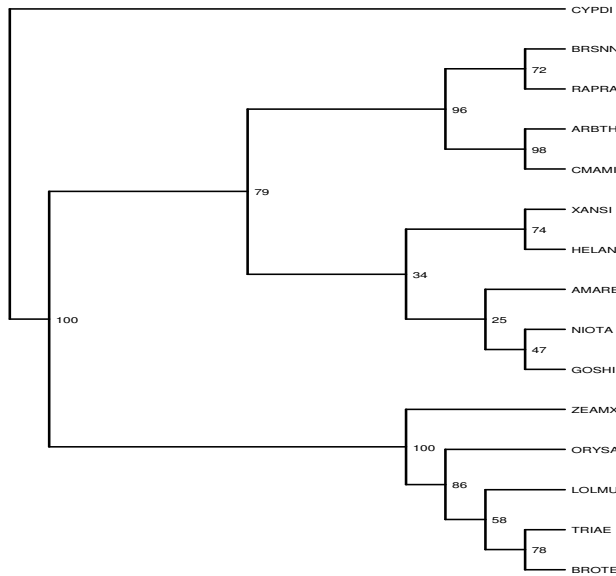 CYPDI
BRSNN
72
RAPRA
96
ARBTH
98
CMAMI
79
XANSI
74
HELAN
34
AMARE
25
NIOTA
47
GOSHI
100
ZEAMX
100
ORYSA
86
LOLMU
58
TRIAE
78
BROTE